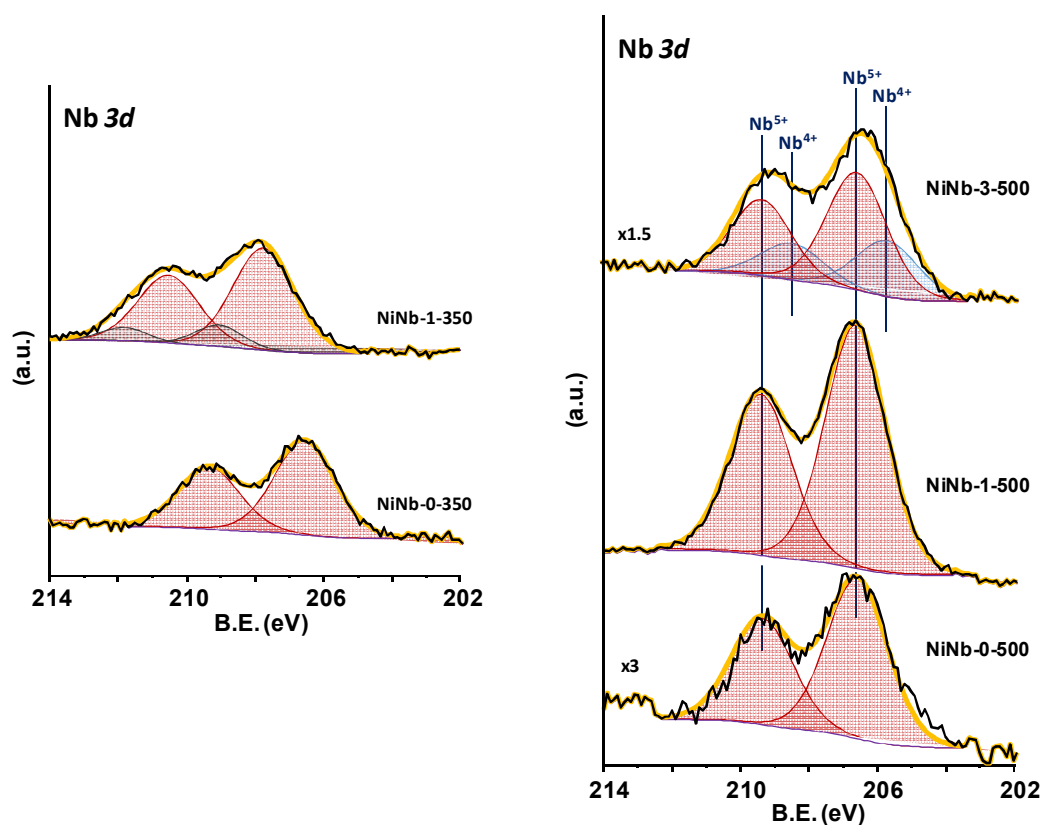 Nb 3d
NiNb-1-350
NiNb-0-350
(a.u.)
214 210 206 202
B.E. (eV)
Nb 3d
Nb5+
Nb4+
Nb5+
Nb4+
NiNb-3-500
x1.5
NiNb-1-500
(a.u.)
NiNb-0-500
x3
214 210 206 202
B.E. (eV)